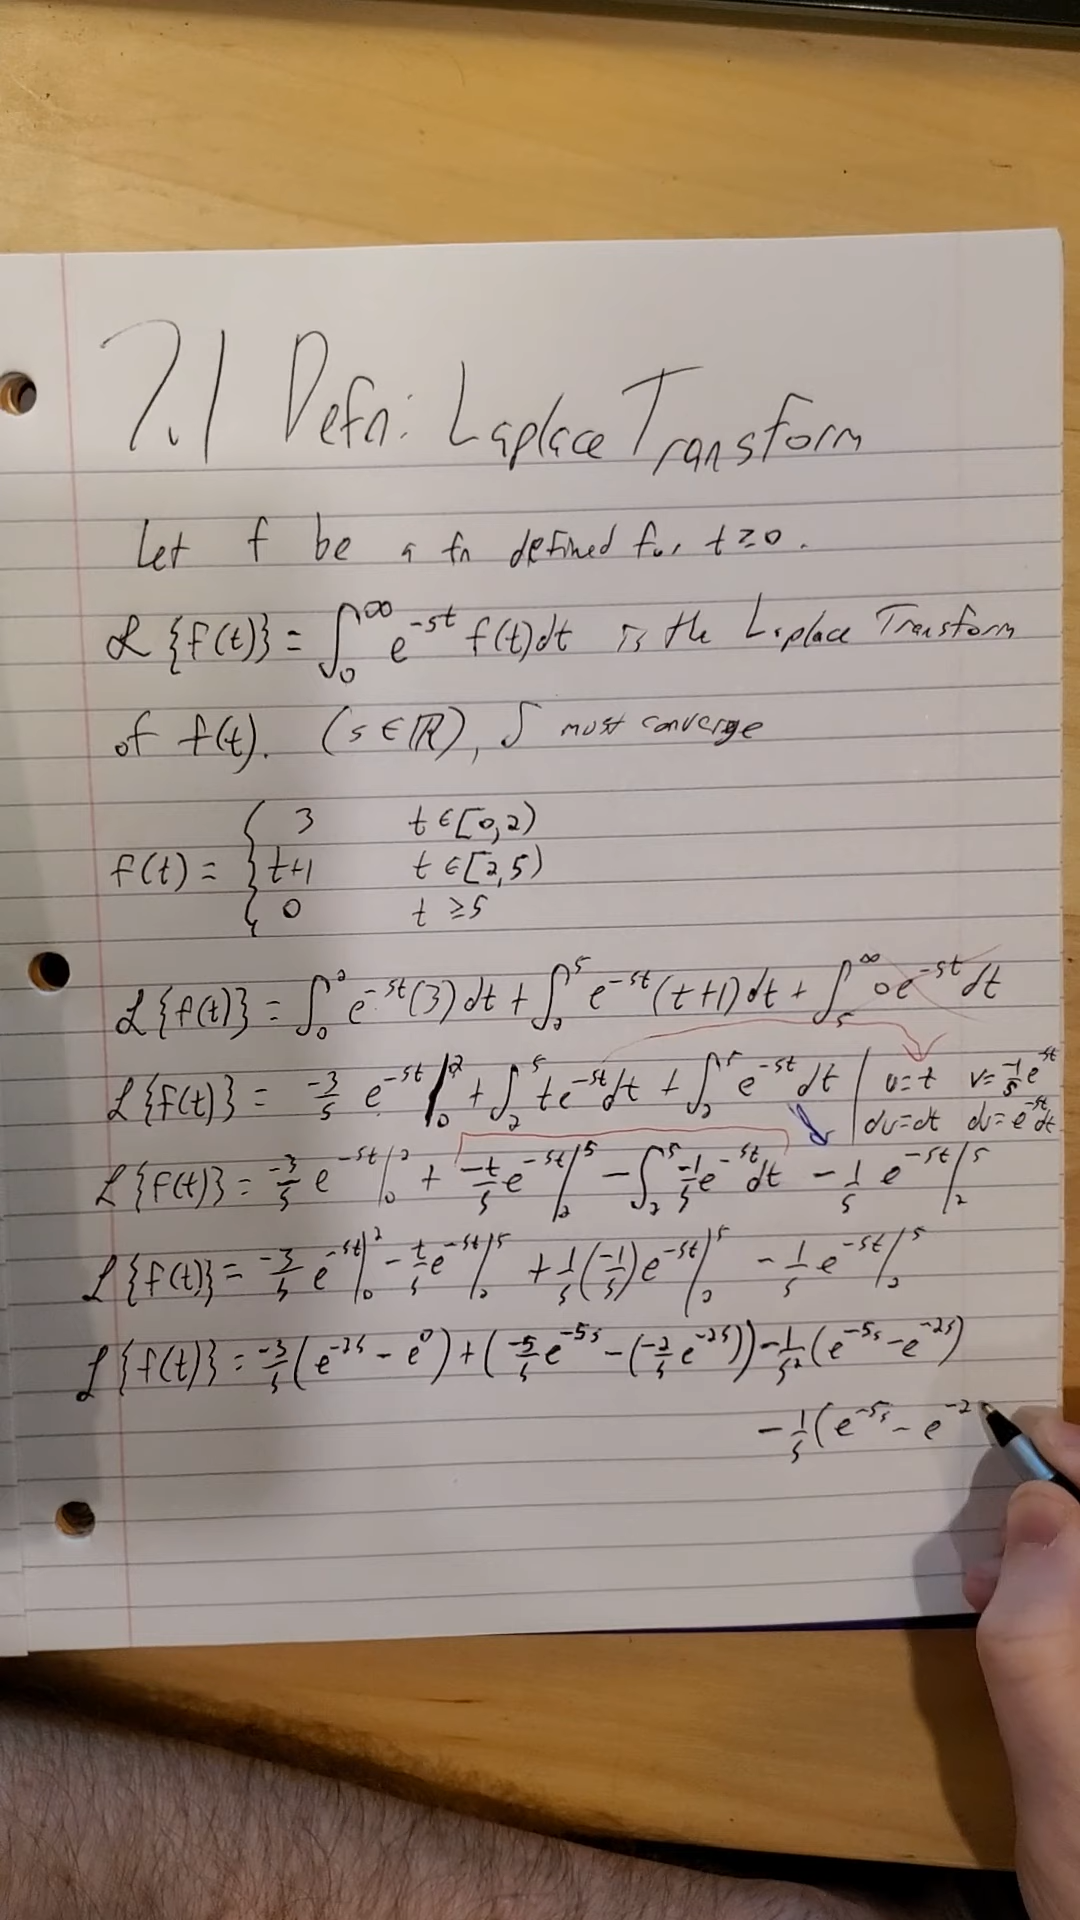 7.1 Defn: Laplace Transform
Let f be a fn defined for t ≥ 0.
ℒ{f(t)} = ∫₀^∞ e^(-st) f(t)dt is the Laplace Transform
of f(t). (s ∈ ℝ), ∫ must converge
f(t) = { 3 t ∈ [0,2)
t+1 t ∈ [2,5)
0 t ≥ 5
ℒ{f(t)} = ∫₀² e^(-st) (3) dt + ∫₂⁵ e^(-st) (t+1) dt + ∫₅^∞ 0e^(-st) dt
ℒ{f(t)} = -3/s e^(-st) |₀² + ∫₂⁵ te^(-st) dt + ∫₂⁵ e^(-st) dt | u=t v= -1/s e^(-st)
du=dt dv= e^(-st) dt
ℒ{f(t)} = -3/s e^(-st) |₀² + -t/s e^(-st) |₂⁵ - ∫₂⁵ -1/s e^(-st) dt - 1/s e^(-st) |₂⁵
ℒ{f(t)} = -3/s e^(-st) |₀² - t/s e^(-st) |₂⁵ + 1/s (-1/s) e^(-st) |₂⁵ - 1/s e^(-st) |₂⁵
ℒ{f(t)} = -3/s (e^(-2s) - e^0) + (-5/s e^(-5s) - (-2/s e^(-2s))) - 1/s² (e^(-5s) - e^(-2s))
- 1/s (e^(-5s) - e^(-2